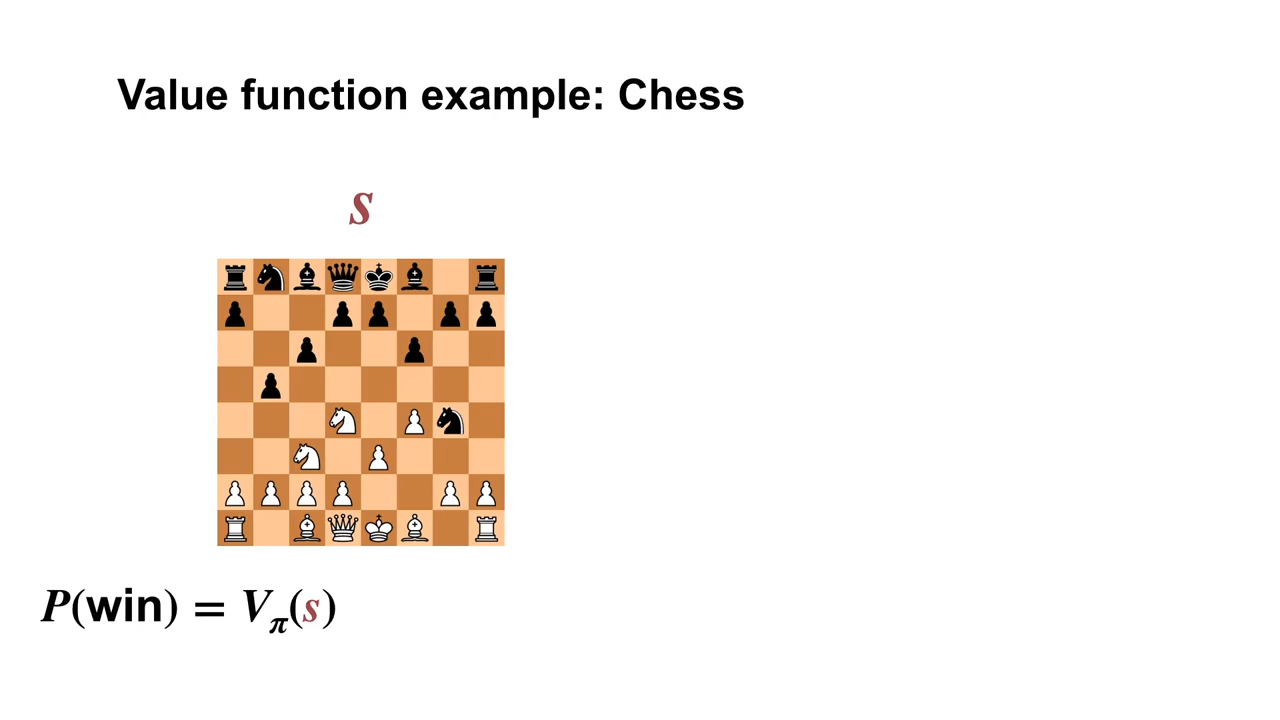 Value function example: Chess
s
P(win) = Vπ(s)